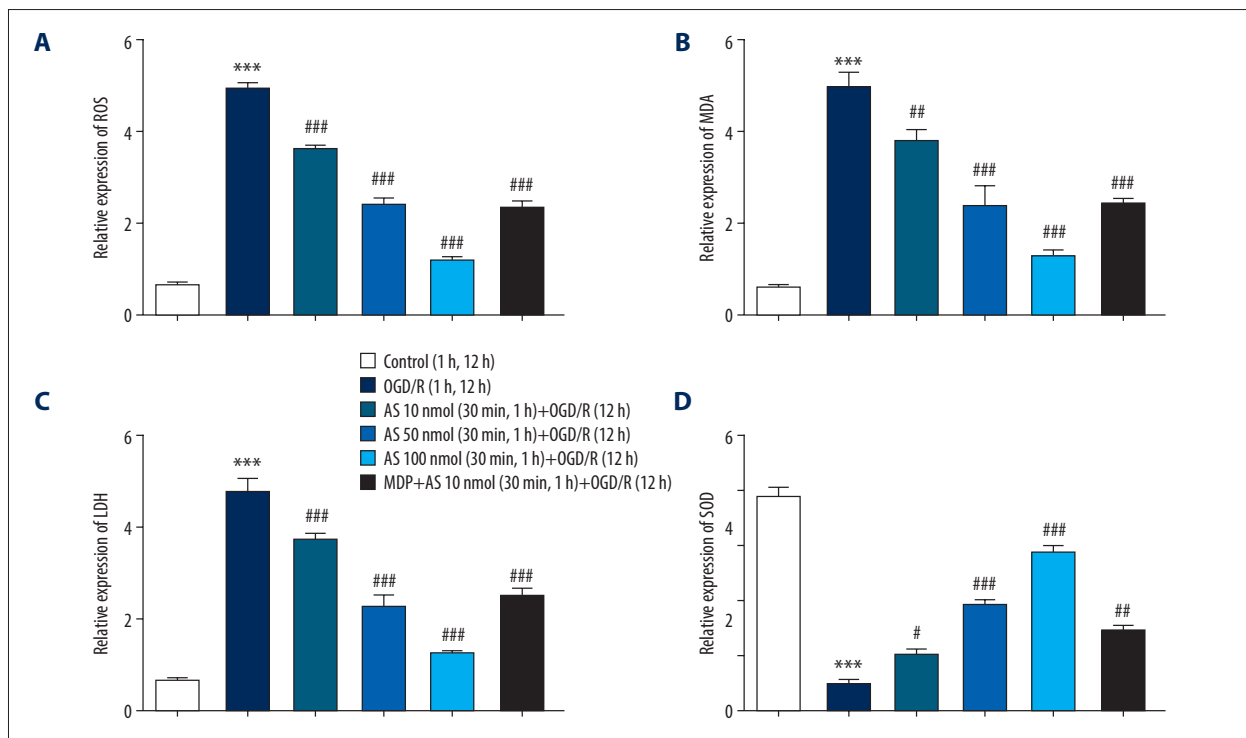 A
Relative expression of ROS
6
4
2
0
***
###
###
###
###
B
Relative expression of MDA
6
4
2
0
***
##
###
###
###
Control (1 h, 12 h)
OGD/R (1 h, 12 h)
AS 10 nmol (30 min, 1 h)+OGD/R (12 h)
AS 50 nmol (30 min, 1 h)+OGD/R (12 h)
AS 100 nmol (30 min, 1 h)+OGD/R (12 h)
MDP+AS 10 nmol (30 min, 1 h)+OGD/R (12 h)
C
Relative expression of LDH
6
4
2
0
***
###
###
###
###
D
Relative expression of SOD
6
4
2
0
***
#
###
###
##